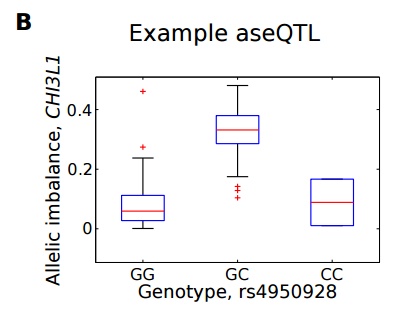 B
Example aseQTL
Allelic imbalance, CHI3L1
0.4
0.2
0
GG GC CC
Genotype, rs4950928